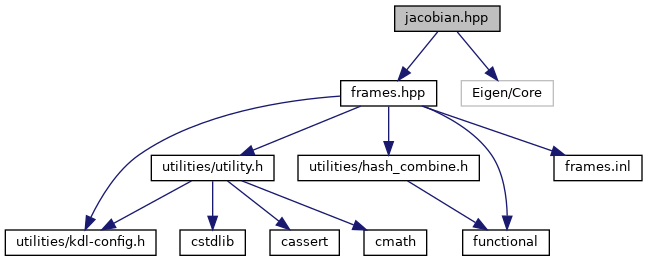 jacobian.hpp
frames.hpp
Eigen/Core
utilities/utility.h
utilities/hash_combine.h
frames.inl
utilities/kdl-config.h
cstdlib
cassert
cmath
functional